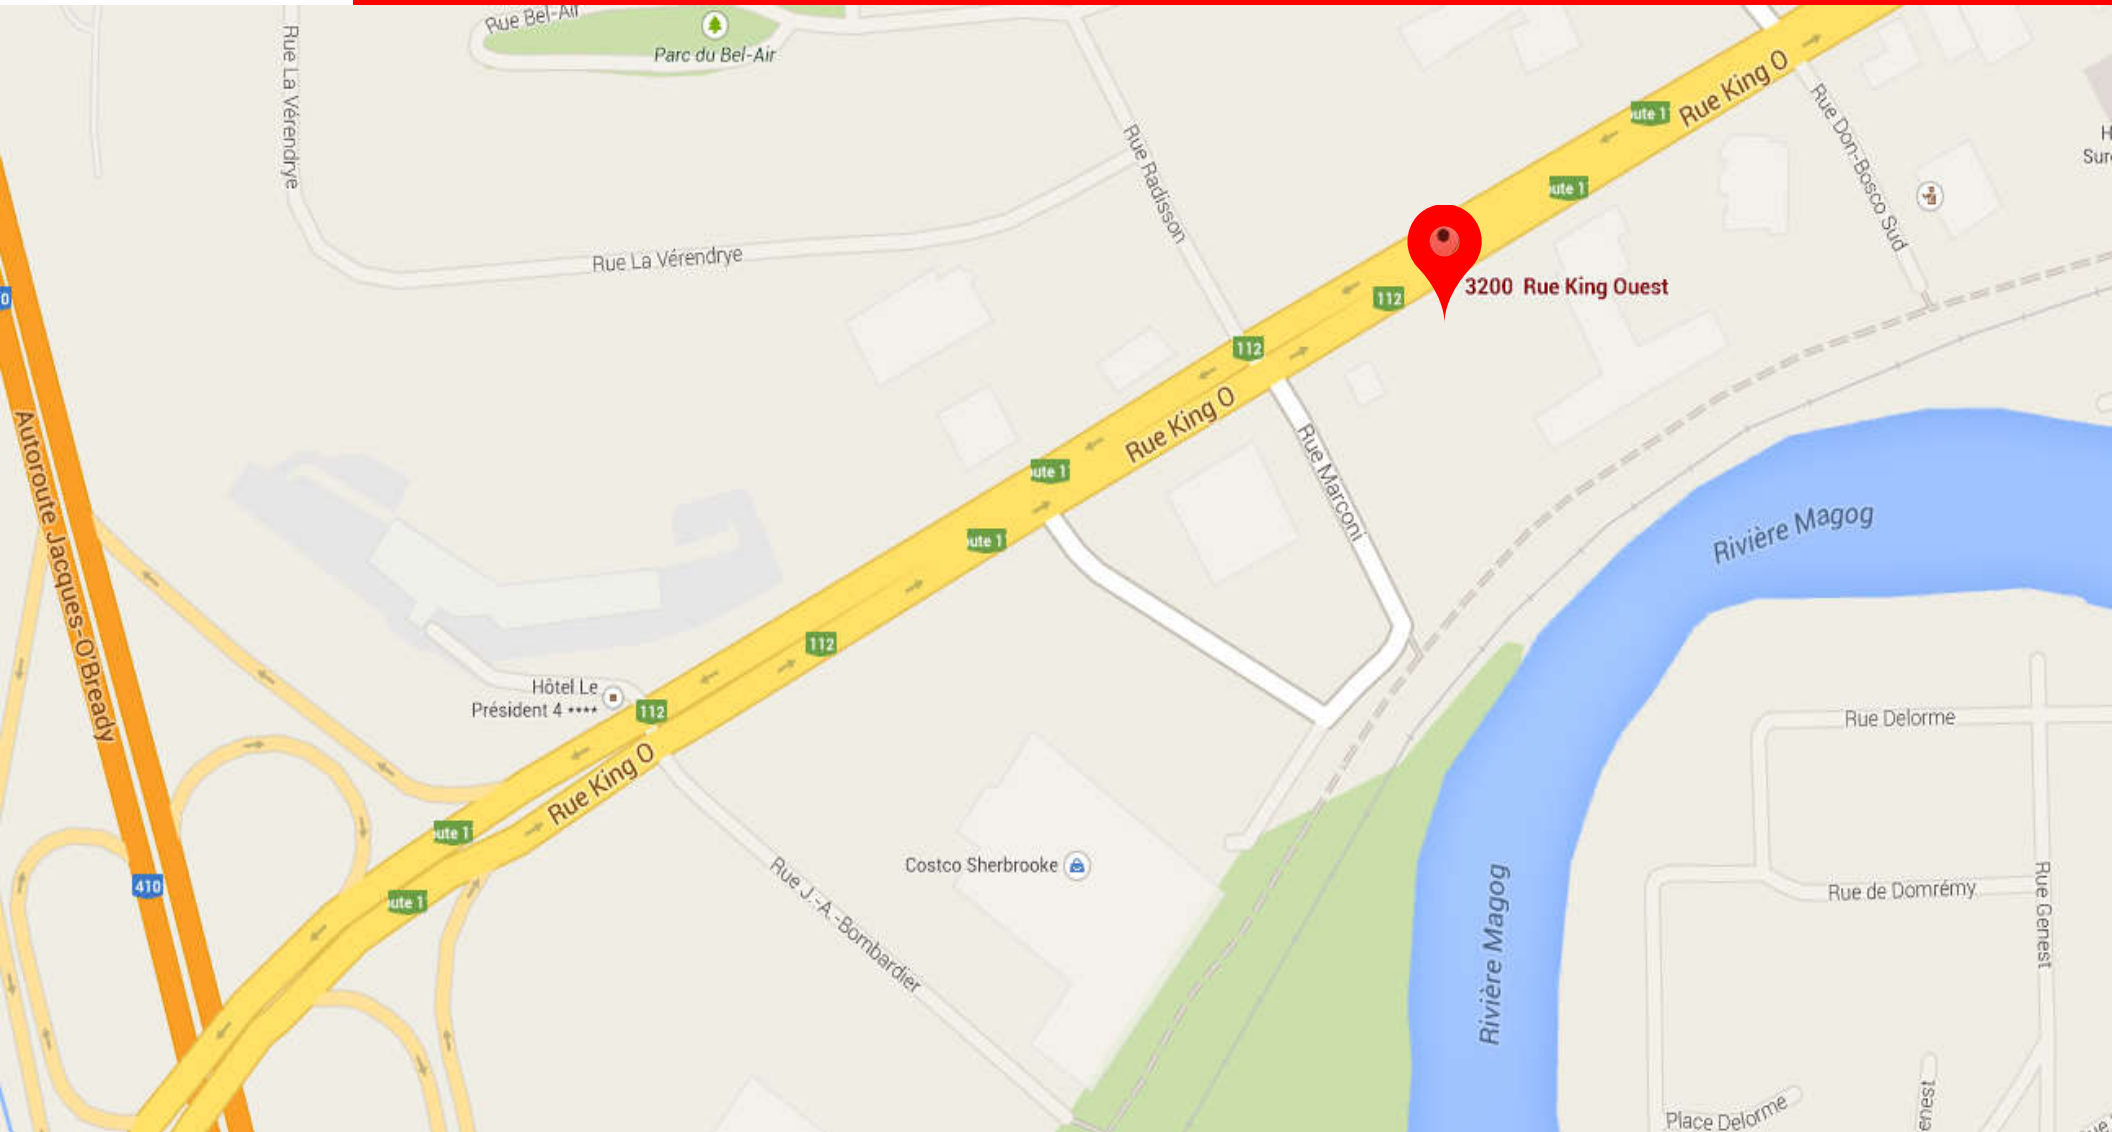 Rue Bel-Air
Parc du Bel-Air
Rue La Vérendrye
Rue King O
Rue Don-Bosco Sud
Rue Radisson
Rue La Vérendrye
3200 Rue King Ouest
112
112
Rue King O
Rue Marconi
Autoroute Jacques-O'Bready
Rivière Magog
112
Hôtel Le
Président 4 ****
112
Rue King O
Rue Delorme
Costco Sherbrooke
410
Rue J.-A.-Bombardier
Rue de Domrémy
Rue Genest
Rivière Magog
Place Delorme